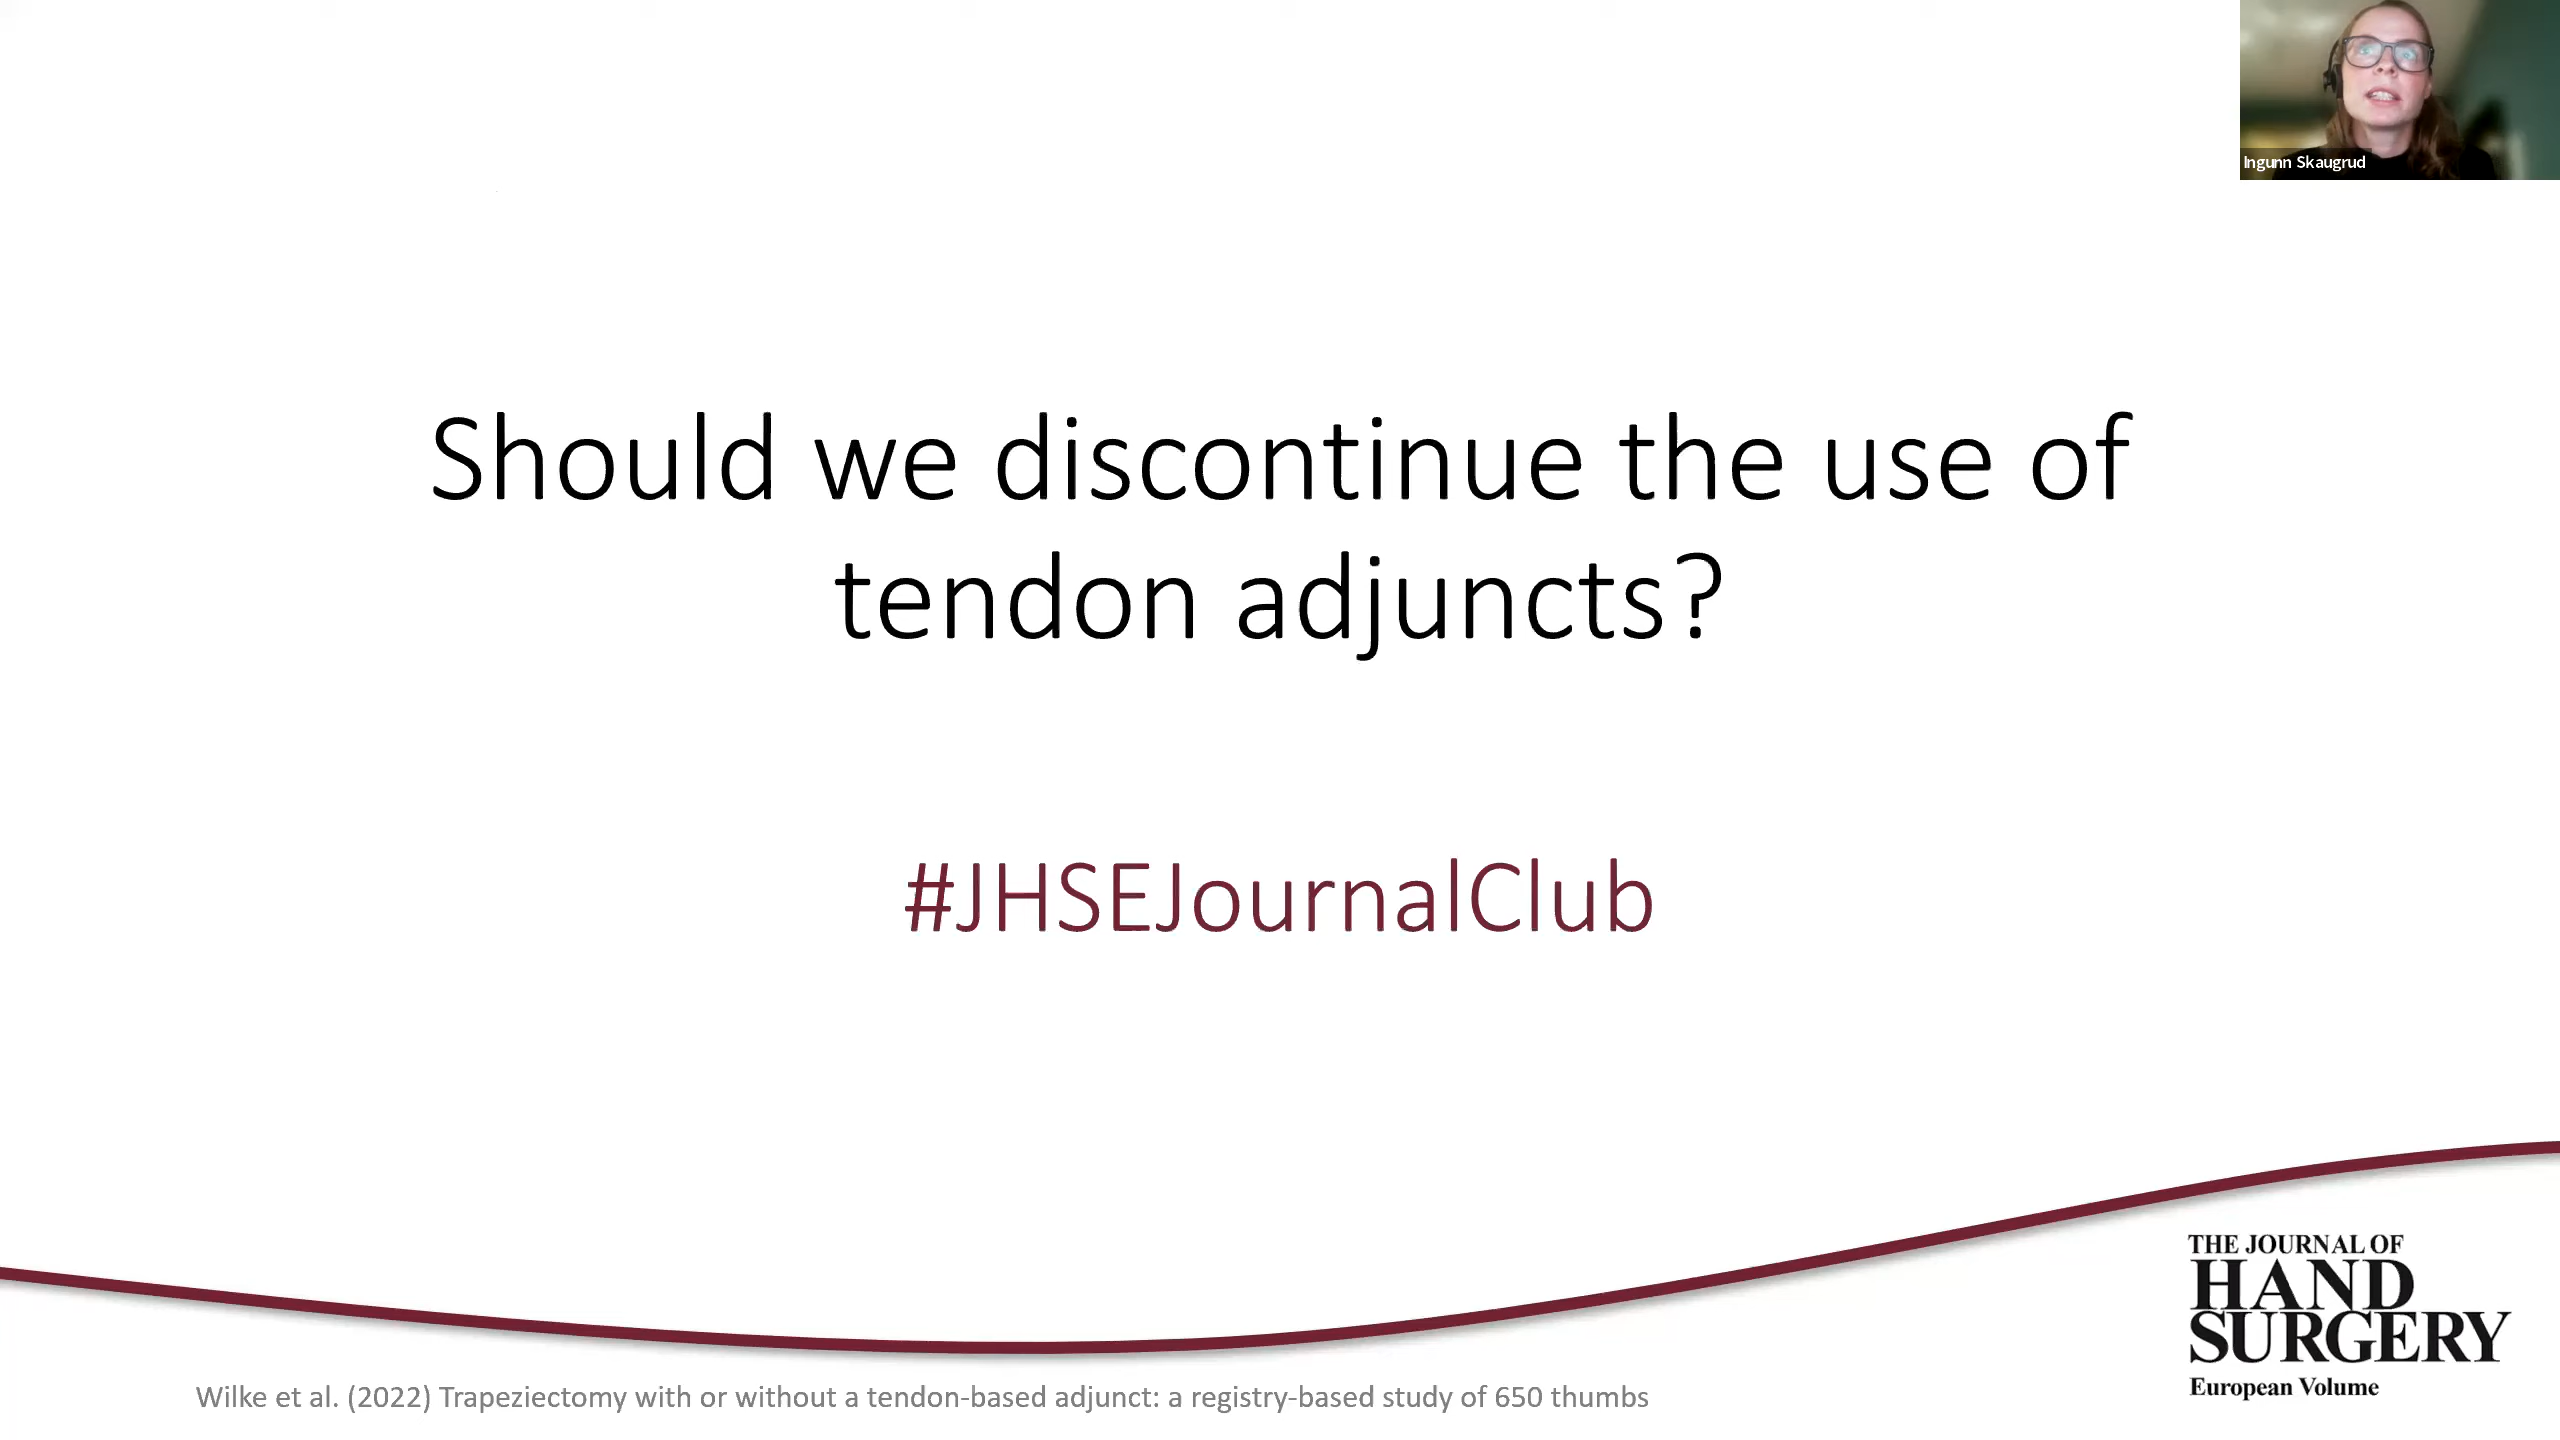 Ingunn Skaugrud
Should we discontinue the use of
tendon adjuncts?
#JHSEJournalClub
THE JOURNAL OF
HAND
SURGERY
European Volume
Wilke et al. (2022) Trapeziectomy with or without a tendon-based adjunct: a registry-based study of 650 thumbs